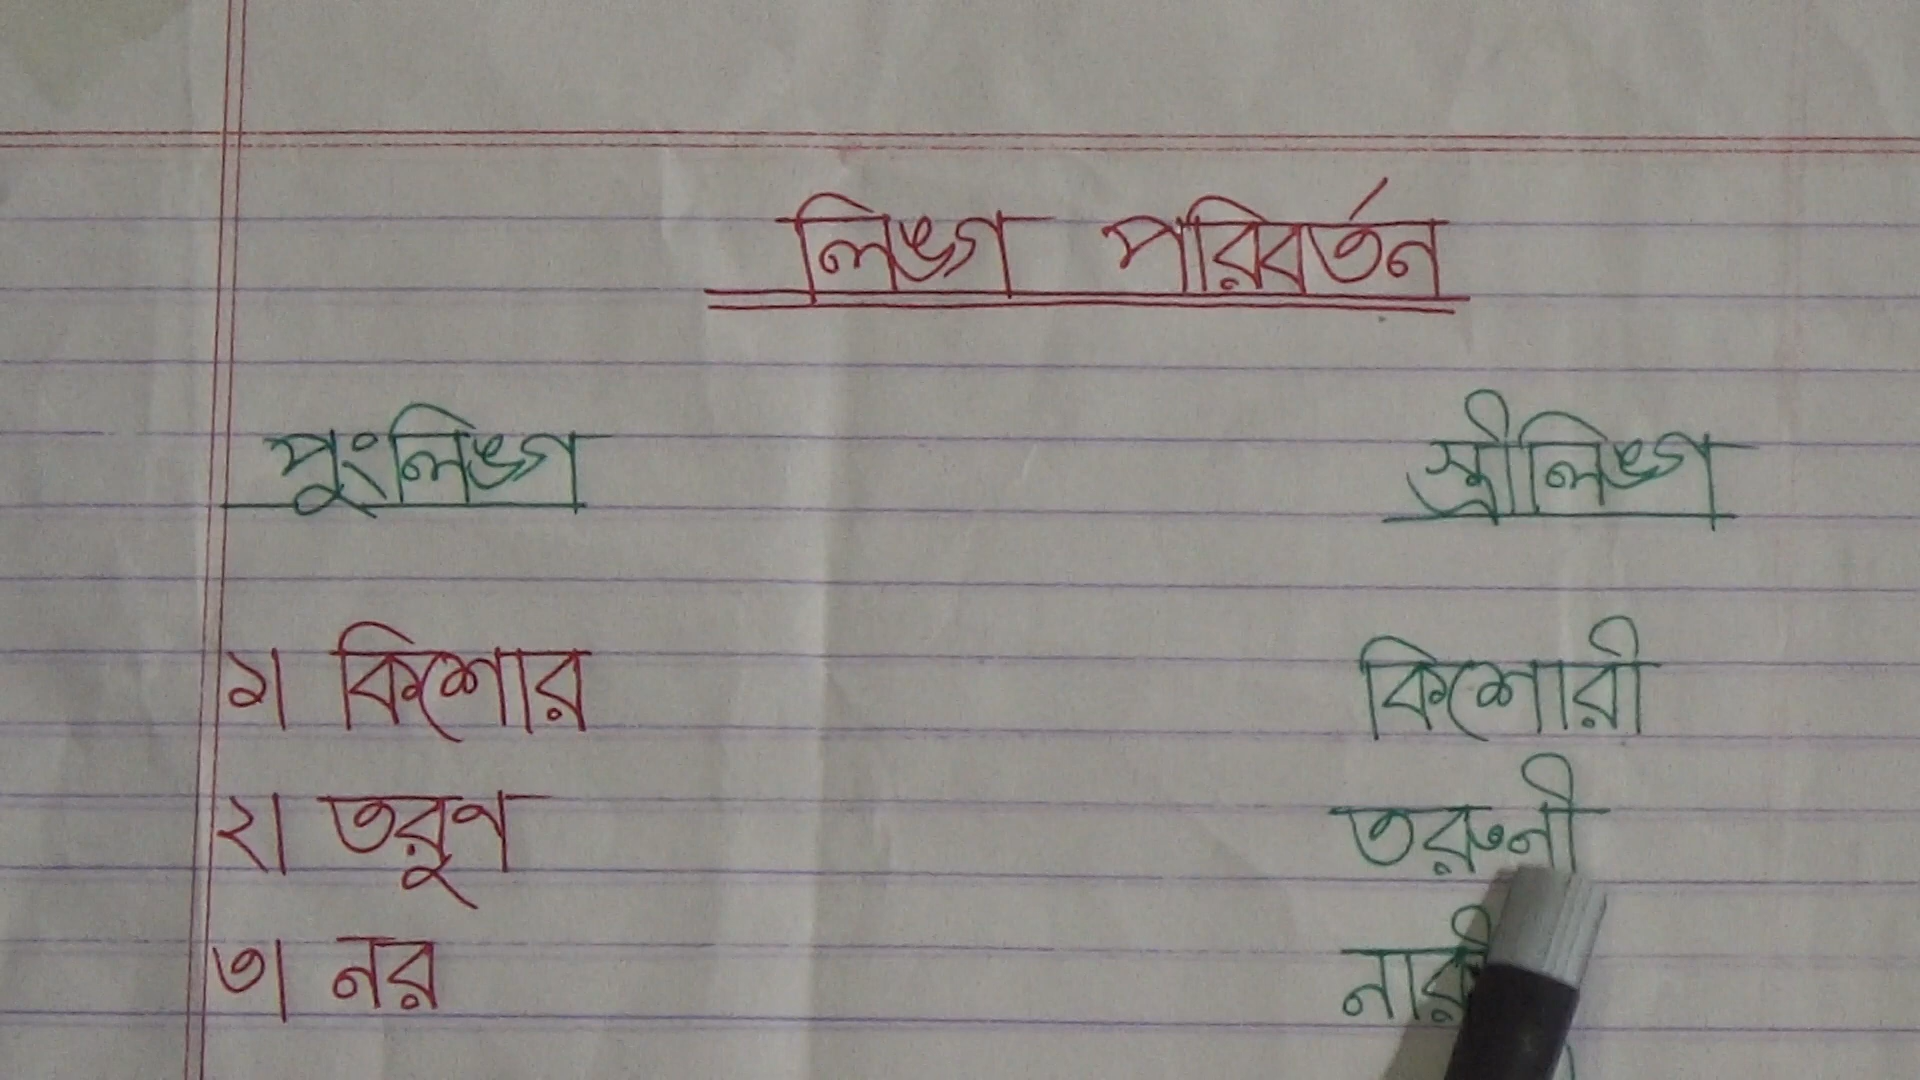 লিঙ্গ পরিবর্তন
পুংলিঙ্গ স্ত্রীলিঙ্গ
১। কিশোর কিশোরী
২। তরুণ তরুনী
৩। নর নারী